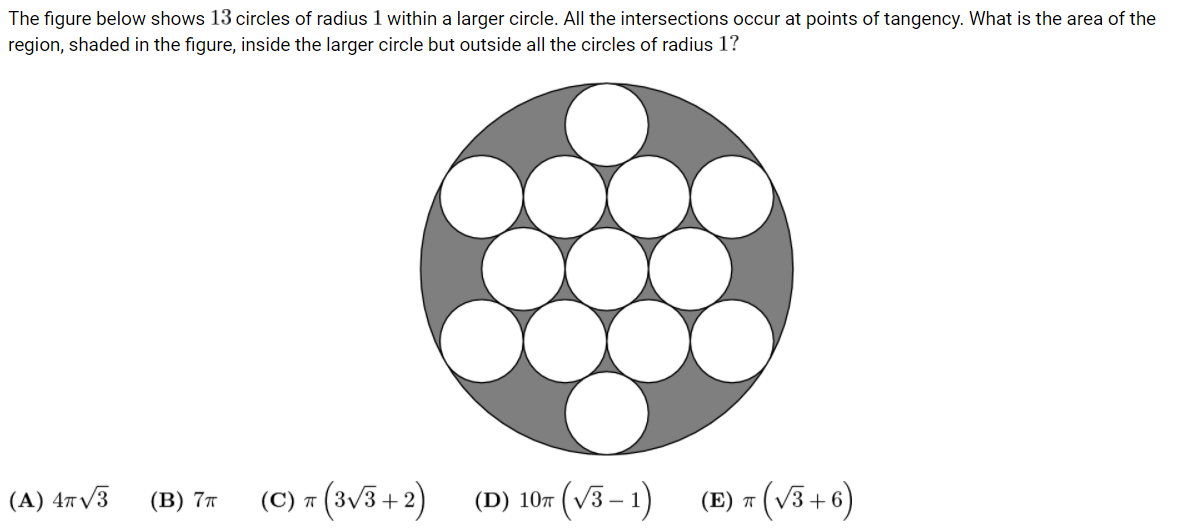 The figure below shows 13 circles of radius 1 within a larger circle. All the intersections occur at points of tangency. What is the area of the
region, shaded in the figure, inside the larger circle but outside all the circles of radius 1?
(A) 4π√3 (B) 7π (C) π(3√3 + 2) (D) 10π(√3 − 1) (E) π(√3 + 6)